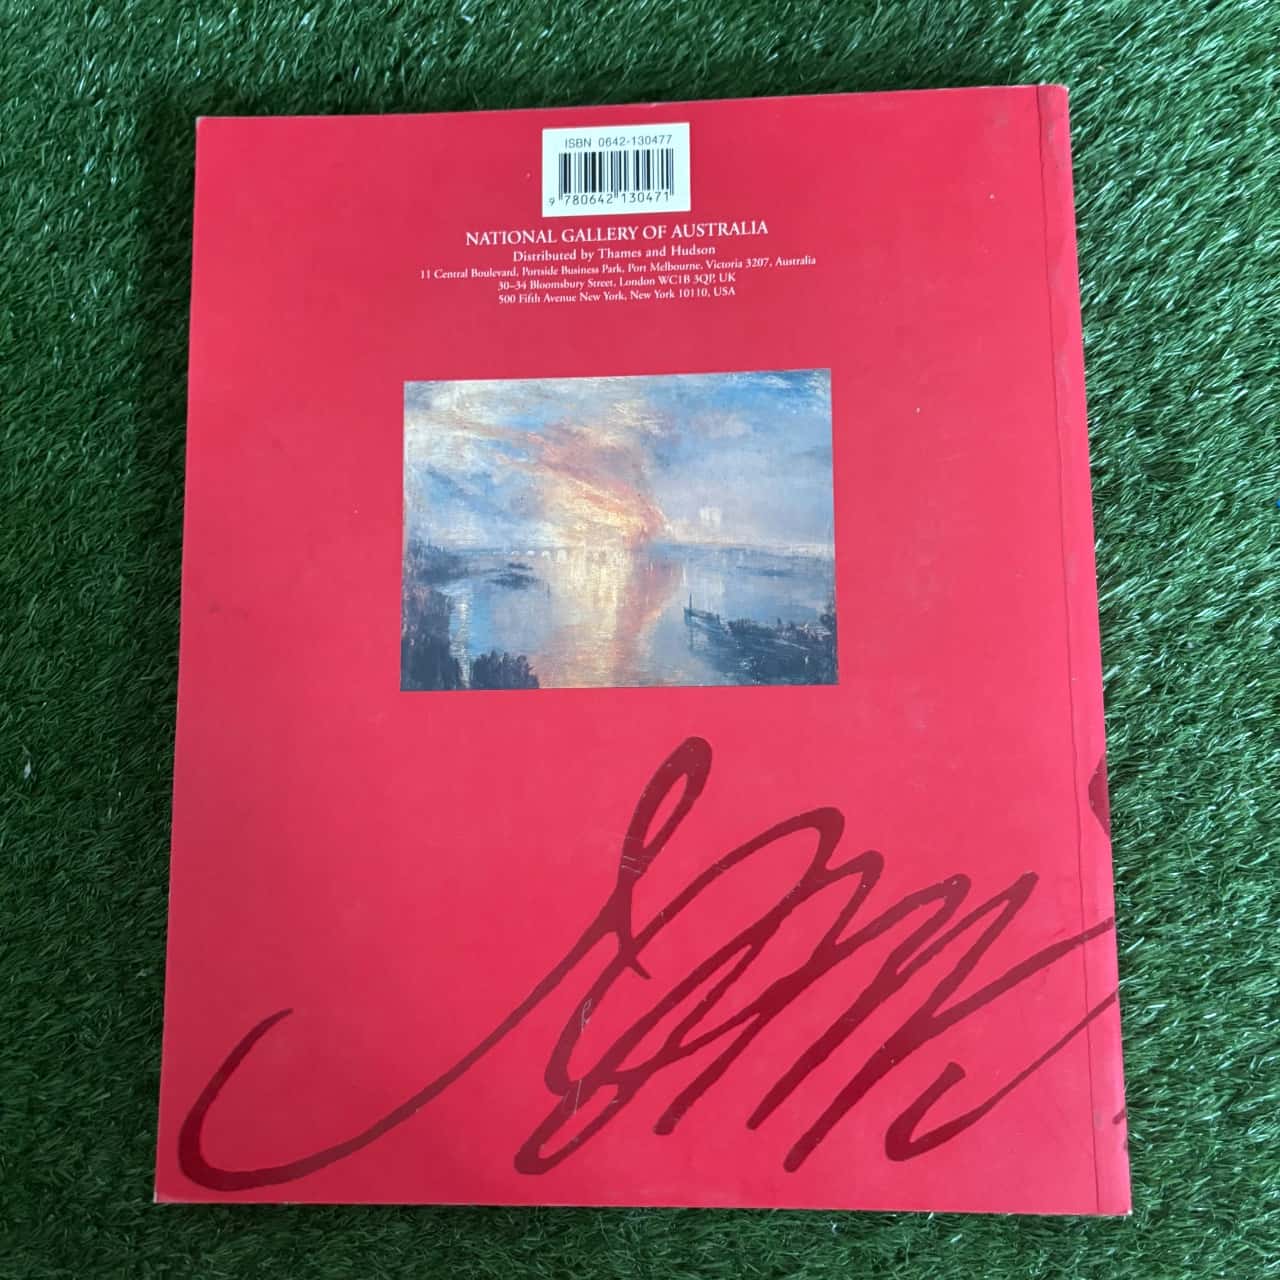 ISBN 0642-130477
9 780642 130471
NATIONAL GALLERY OF AUSTRALIA
Distributed by Thames and Hudson
11 Central Boulevard, Portside Business Park, Port Melbourne, Victoria 3207, Australia
30–34 Bloomsbury Street, London WC1B 3QP, UK
500 Fifth Avenue New York, New York 10110, USA